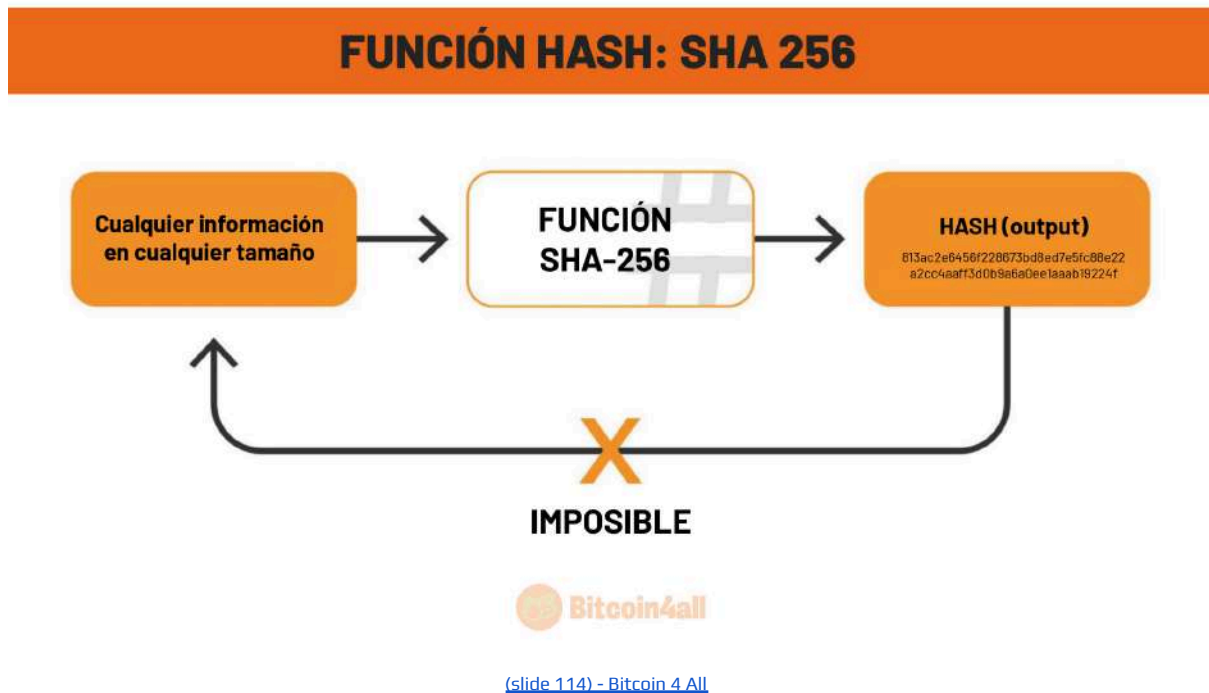 FUNCIÓN HASH: SHA 256
Cualquier información
en cualquier tamaño
FUNCIÓN
SHA-256
HASH (output)
813ac2e6456f228673bd8ed7e5fc88e22
a2cc4aaff3d0b9a6a0ee1aaab19224f
IMPOSIBLE
Bitcoin4all
(slide 114) - Bitcoin 4 All